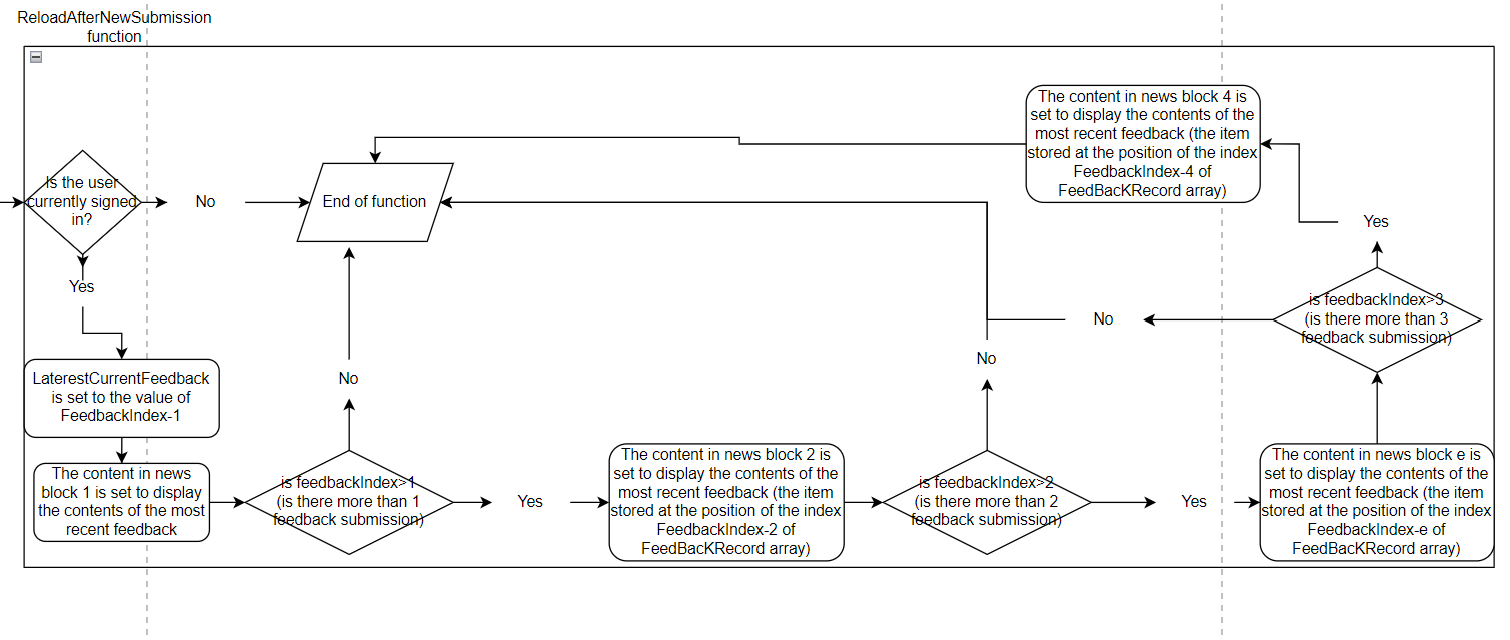 ReloadAfterNewSubmission
function
Is the user
currently signed
in?
No
End of function
Yes
LaterestCurrentFeedback
is set to the value of
FeedbackIndex-1
The content in news
block 1 is set to display
the contents of the most
recent feedback
is feedbackIndex>1
(is there more than 1
feedback submission)
No
Yes
The content in news block 2 is
set to display the contents of the
most recent feedback (the item
stored at the position of the index
FeedbackIndex-2 of
FeedBacKRecord array)
is feedbackIndex>2
(is there more than 2
feedback submission)
No
Yes
The content in news block e is
set to display the contents of the
most recent feedback (the item
stored at the position of the index
FeedbackIndex-e of
FeedBacKRecord array)
is feedbackIndex>3
(is there more than 3
feedback submission)
No
Yes
The content in news block 4 is
set to display the contents of the
most recent feedback (the item
stored at the position of the index
FeedbackIndex-4 of
FeedBacKRecord array)